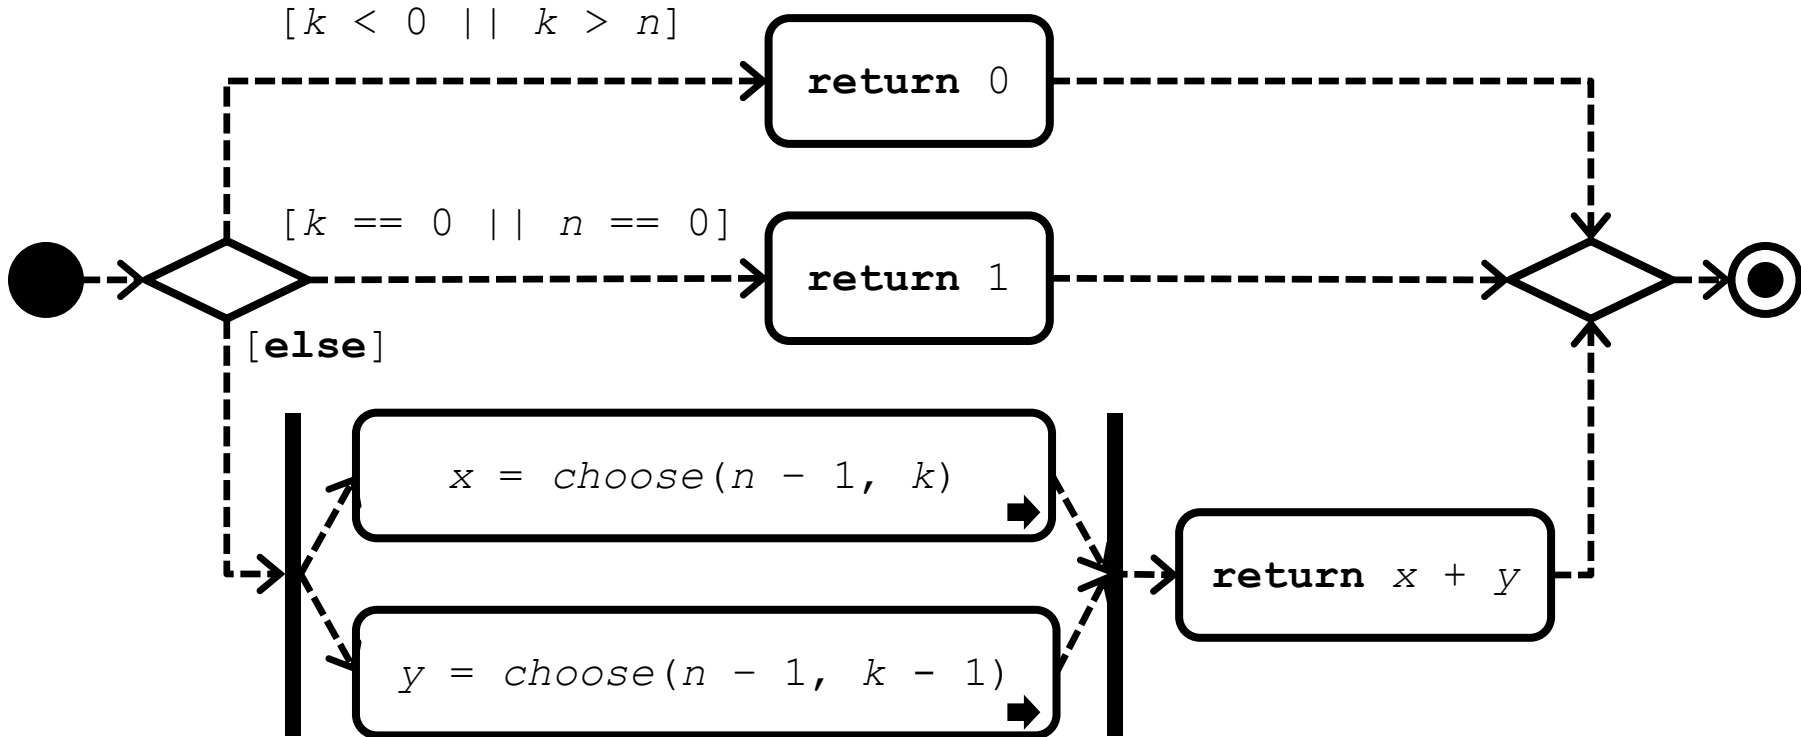 [k < 0 || k > n]
return 0
[k == 0 || n == 0]
return 1
[else]
x = choose(n - 1, k)
return x + y
y = choose(n - 1, k - 1)